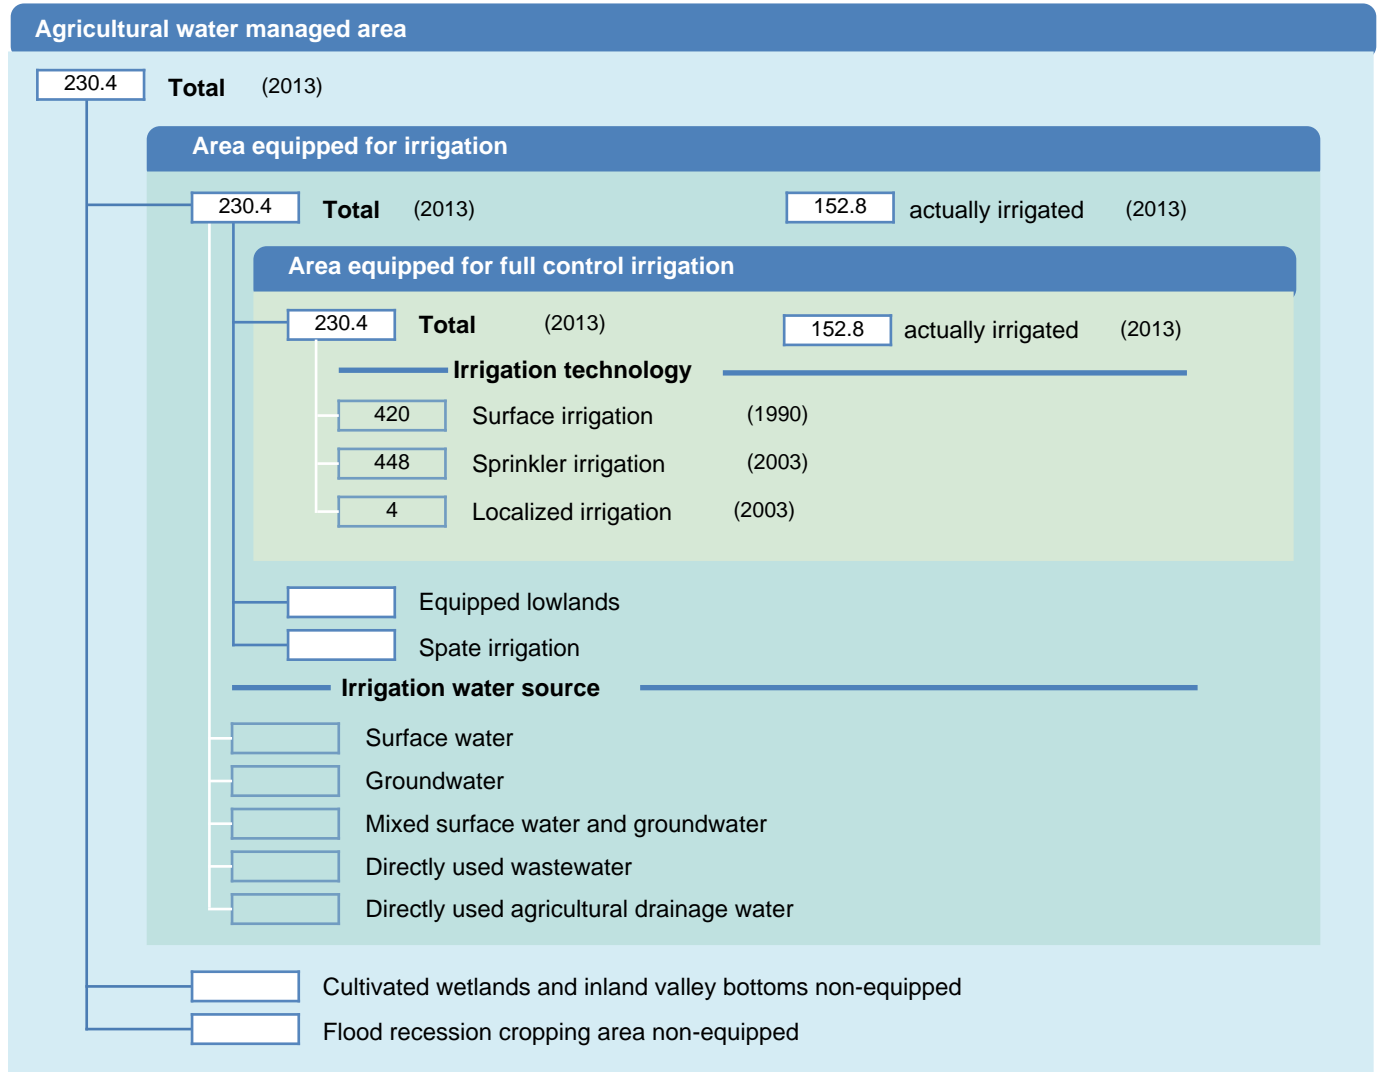 Agricultural water managed area
230.4 Total (2013)
Area equipped for irrigation
230.4 Total (2013) 152.8 actually irrigated (2013)
Area equipped for full control irrigation
230.4 Total (2013) 152.8 actually irrigated (2013)
Irrigation technology
420 Surface irrigation (1990)
448 Sprinkler irrigation (2003)
4 Localized irrigation (2003)
Equipped lowlands
Spate irrigation
Irrigation water source
Surface water
Groundwater
Mixed surface water and groundwater
Directly used wastewater
Directly used agricultural drainage water
Cultivated wetlands and inland valley bottoms non-equipped
Flood recession cropping area non-equipped